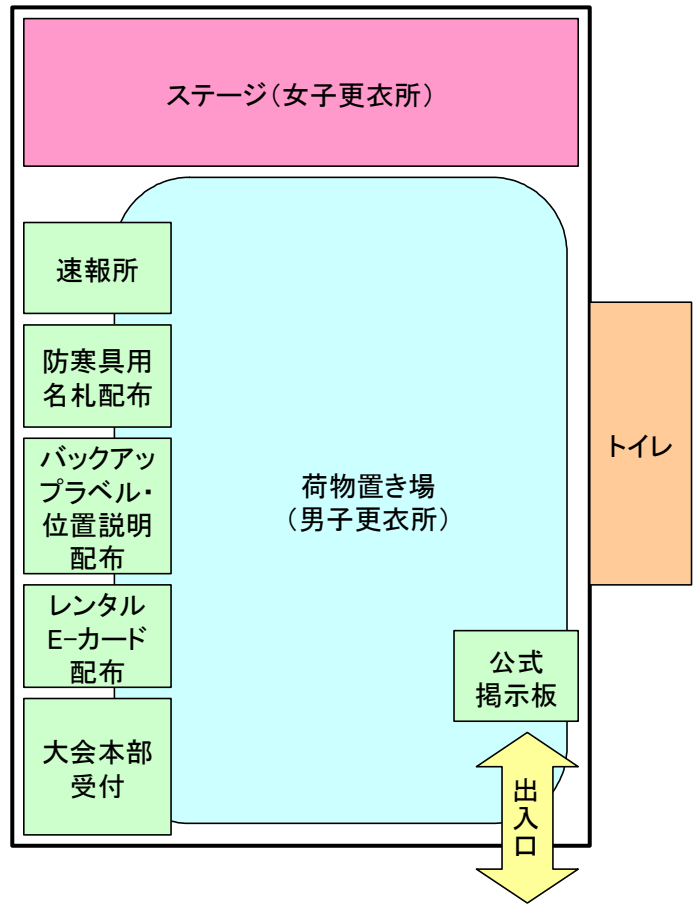 ステージ（女子更衣所）
速報所
防寒具用
名札配布
バックアッ
プラベル・
位置説明
配布
レンタル
E-カード
配布
大会本部
受付
荷物置き場
（男子更衣所）
トイレ
公式
掲示板
出入口